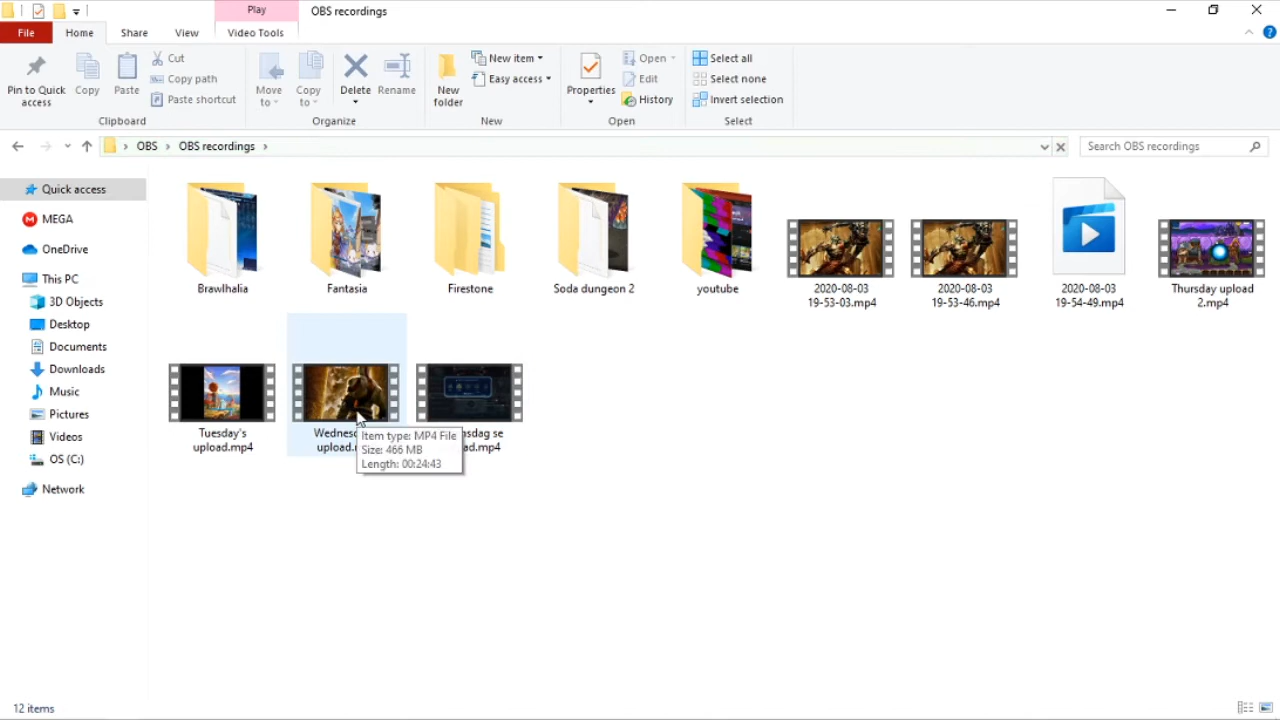 Play
OBS recordings
File
Home
Share
View
Video Tools
Pin to Quick
access
Copy
Paste
Cut
Copy path
Paste shortcut
Clipboard
Move
to
Copy
to
Delete
Rename
Organize
New
folder
New item
Easy access
New
Properties
Open
Edit
History
Open
Select all
Select none
Invert selection
Select
OBS
OBS recordings
Search OBS recordings
Quick access
MEGA
OneDrive
This PC
3D Objects
Desktop
Documents
Downloads
Music
Pictures
Videos
OS (C:)
Network
Brawlhalia
Fantasia
Firestone
Soda dungeon 2
youtube
2020-08-03
19-53-03.mp4
2020-08-03
19-53-46.mp4
2020-08-03
19-54-49.mp4
Thursday upload
2.mp4
Tuesday's
upload.mp4
Item type: MP4 File
Size: 466 MB
Length: 00:24:43
12 items